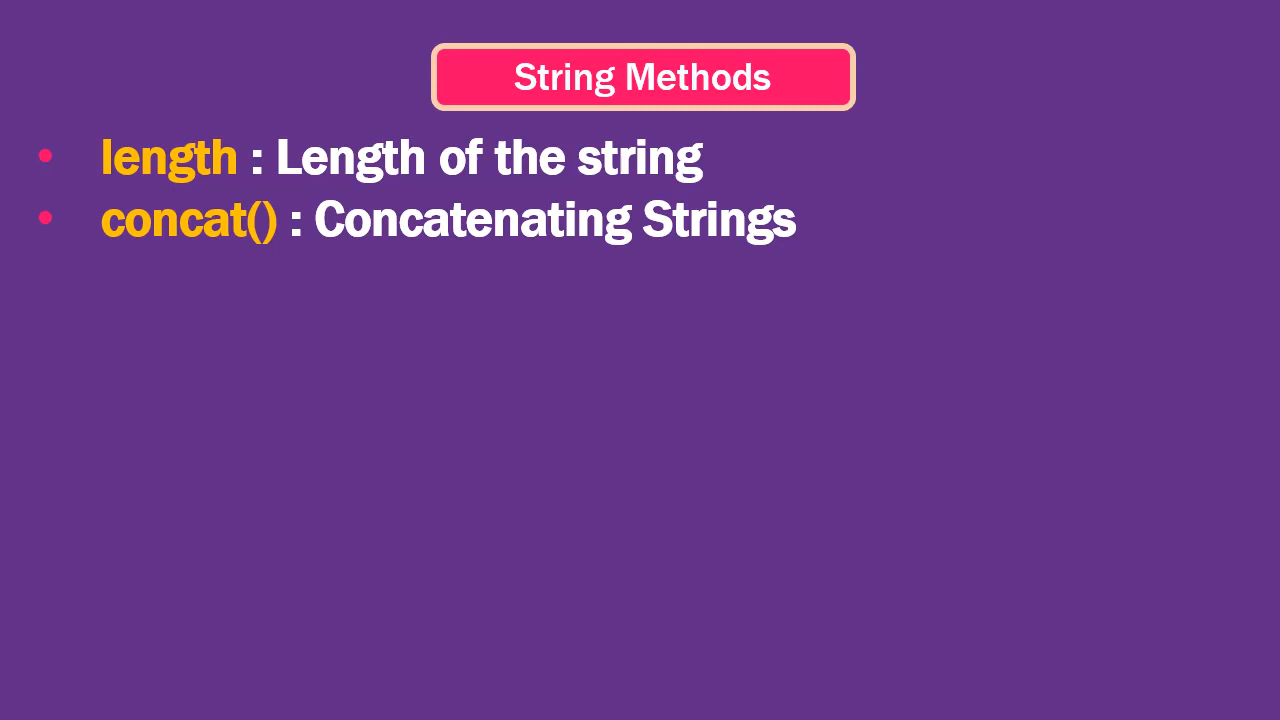 String Methods
• length : Length of the string
• concat() : Concatenating Strings